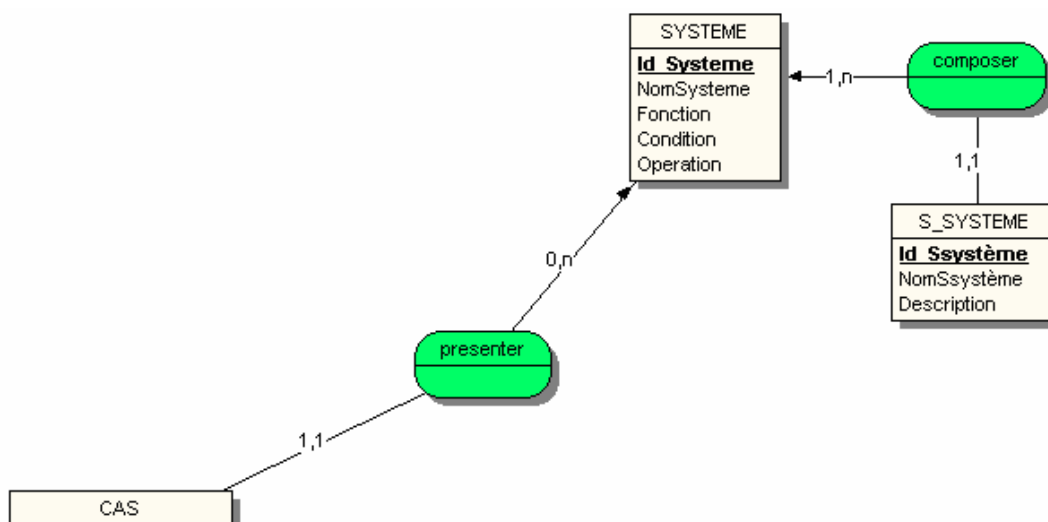 SYSTEME
Id_Systeme
NomSysteme
Fonction
Condition
Operation
1,n
composer
1,1
S_SYSTEME
Id_Ssystème
NomSsystème
Description
0,n
presenter
1,1
CAS